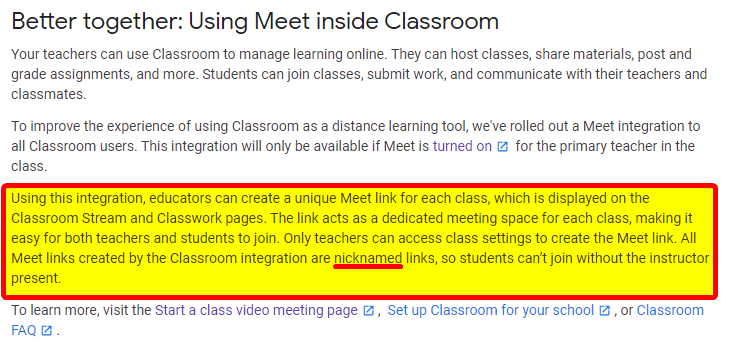 Better together: Using Meet inside Classroom
Your teachers can use Classroom to manage learning online. They can host classes, share materials, post and
grade assignments, and more. Students can join classes, submit work, and communicate with their teachers and
classmates.
To improve the experience of using Classroom as a distance learning tool, we've rolled out a Meet integration to
all Classroom users. This integration will only be available if Meet is turned on for the primary teacher in the
class.
Using this integration, educators can create a unique Meet link for each class, which is displayed on the
Classroom Stream and Classwork pages. The link acts as a dedicated meeting space for each class, making it
easy for both teachers and students to join. Only teachers can access class settings to create the Meet link. All
Meet links created by the Classroom integration are nicknamed links, so students can't join without the instructor
present.
To learn more, visit the Start a class video meeting page , Set up Classroom for your school , or Classroom
FAQ .